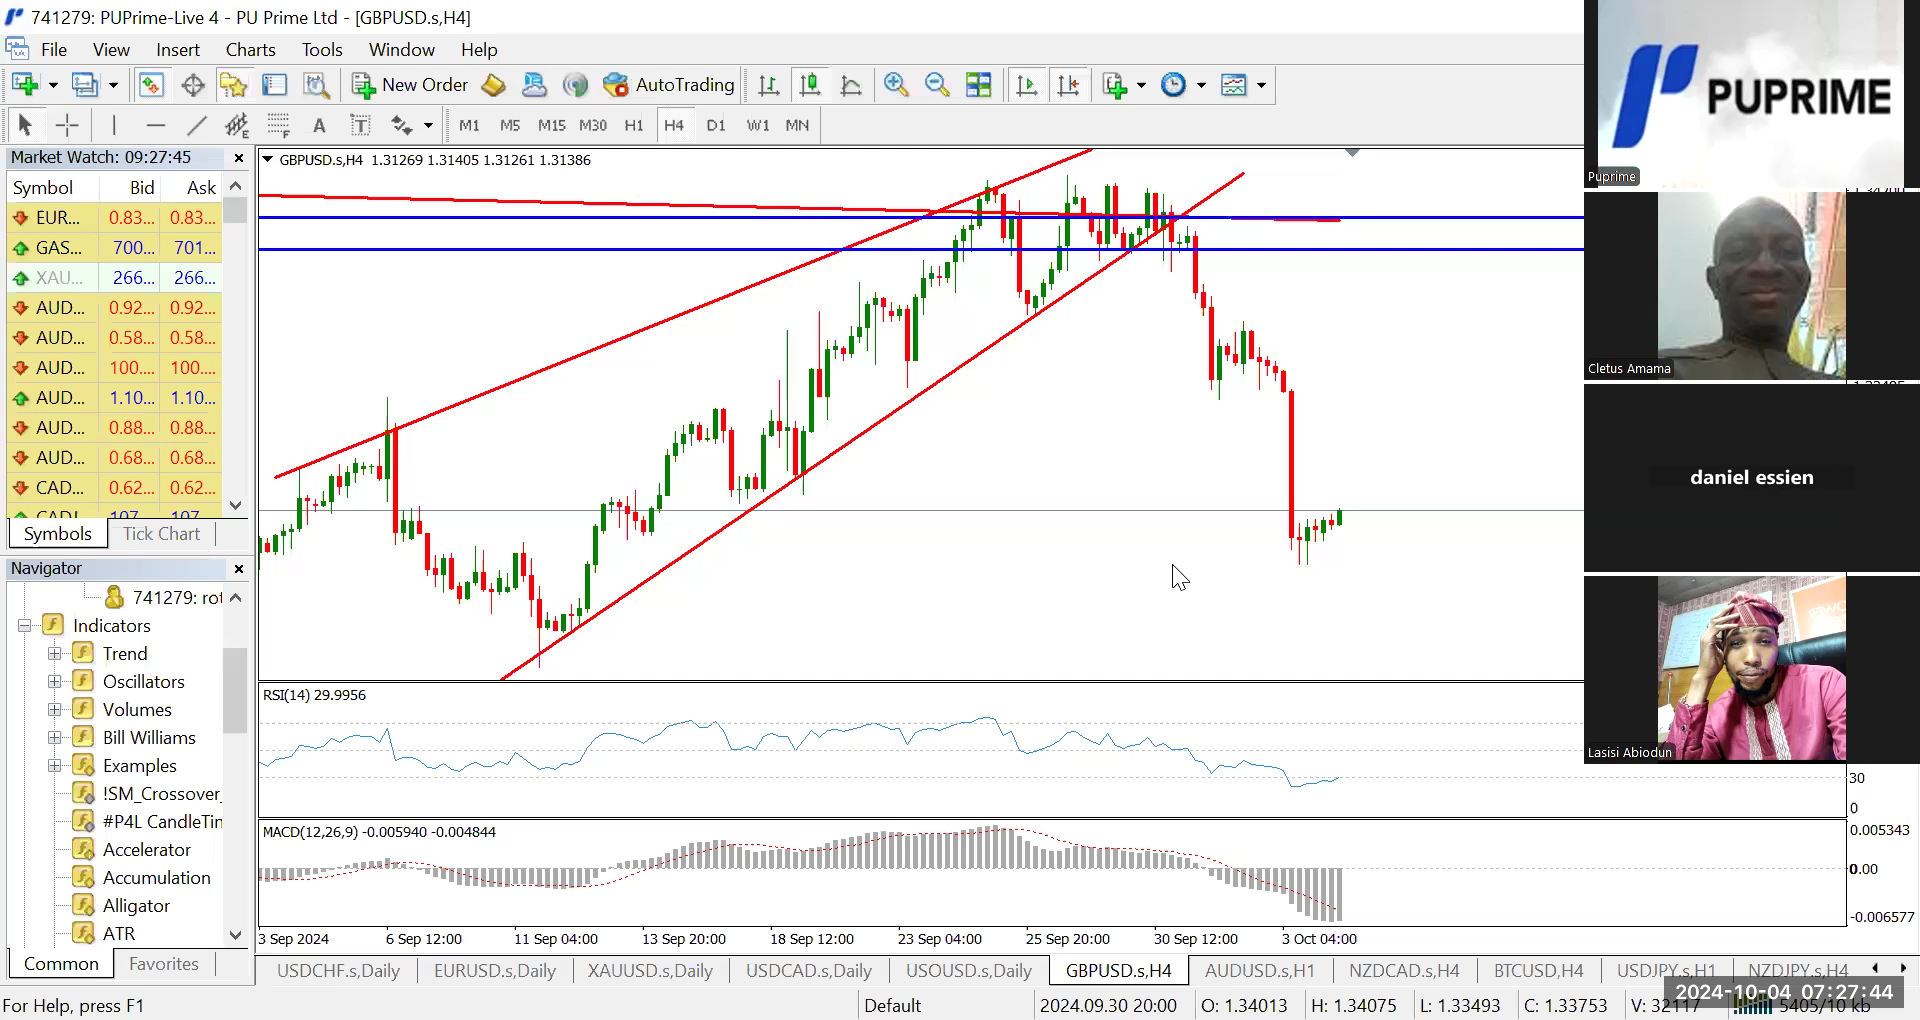 741279: PUPrime-Live 4 - PU Prime Ltd - [GBPUSD.s,H4]
File View Insert Charts Tools Window Help
New Order AutoTrading
A T M1 M5 M15 M30 H1 H4 D1 W1 MN
Market Watch: 09:27:45
Symbol Bid Ask
EUR... 0.83... 0.83...
GAS... 700... 701...
XAU... 266... 266...
AUD... 0.92... 0.92...
AUD... 0.58... 0.58...
AUD... 100.... 100....
AUD... 1.10... 1.10...
AUD... 0.88... 0.88...
AUD... 0.68... 0.68...
CAD... 0.62... 0.62...
Symbols Tick Chart
Navigator
741279: rot
Indicators
Trend
Oscillators
Volumes
Bill Williams
Examples
!SM_Crossover_
#P4L CandleTin
Accelerator
Accumulation
Alligator
ATR
Common Favorites
GBPUSD.s,H4 1.31269 1.31405 1.31261 1.31386
RSI(14) 29.9956
30
0
MACD(12,26,9) -0.005940 -0.004844
0.005343
0.00
-0.006577
3 Sep 2024 6 Sep 12:00 11 Sep 04:00 13 Sep 20:00 18 Sep 12:00 23 Sep 04:00 25 Sep 20:00 30 Sep 12:00 3 Oct 04:00
USDCHF.s,Daily EURUSD.s,Daily XAUUSD.s,Daily USDCAD.s,Daily USOUSD.s,Daily GBPUSD.s,H4 AUDUSD.s,H1 NZDCAD.s,H4 BTCUSD,H4 USDJPY.s,H1 NZDJPY.s,H4
For Help, press F1 Default 2024.09.30 20:00 O: 1.34013 H: 1.34075 L: 1.33493 C: 1.33753 V: 32117 5405/10 kb
2024-10-04 07:27:44
PUPRIME
Puprime
Cletus Amama
daniel essien
Lasisi Abiodun